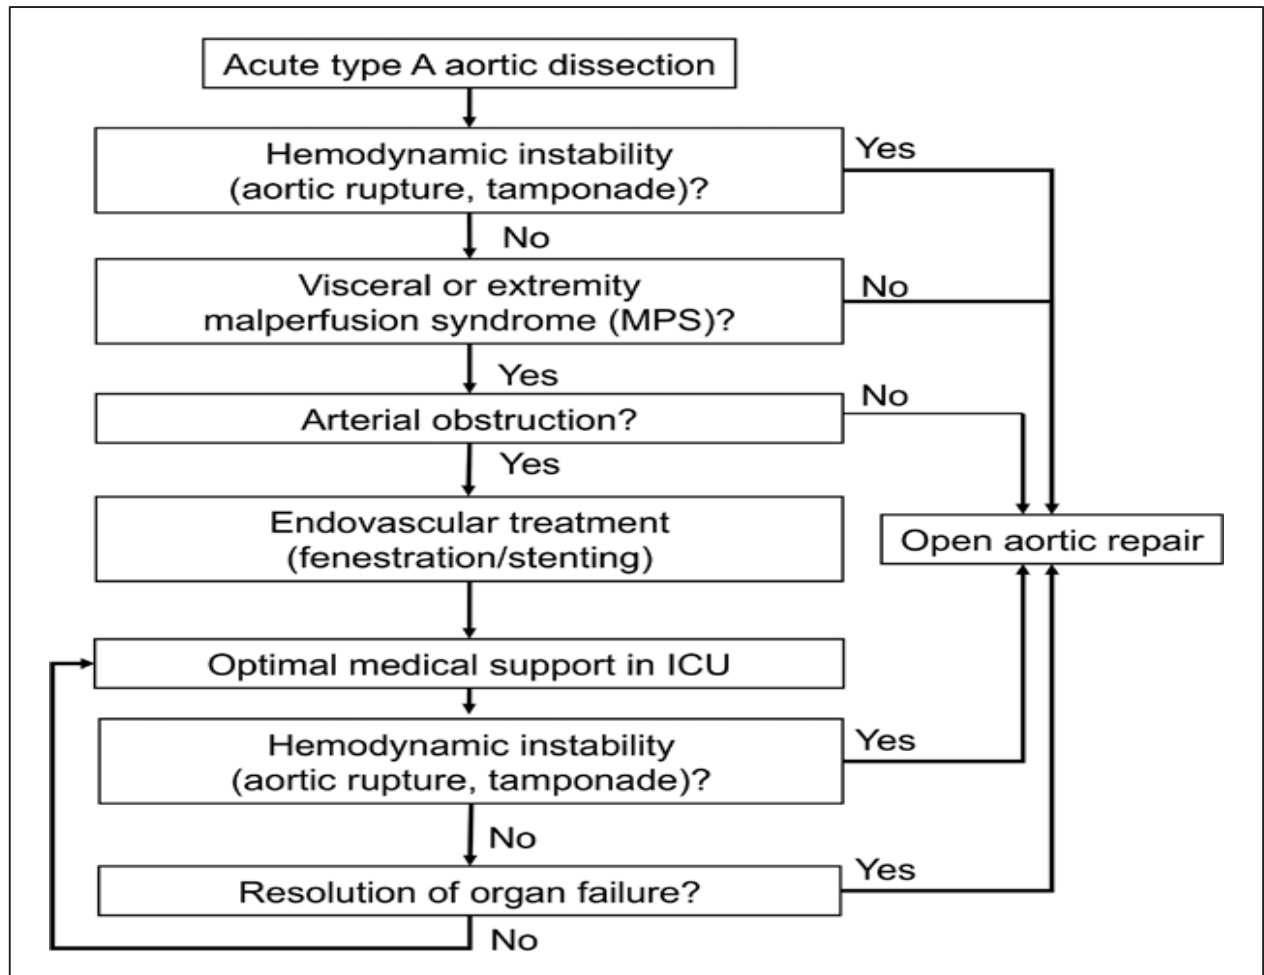 Acute type A aortic dissection
Hemodynamic instability
(aortic rupture, tamponade)?
Yes
No
Visceral or extremity
malperfusion syndrome (MPS)?
No
Yes
Arterial obstruction?
No
Yes
Endovascular treatment
(fenestration/stenting)
Open aortic repair
Optimal medical support in ICU
Hemodynamic instability
(aortic rupture, tamponade)?
Yes
No
Resolution of organ failure?
Yes
No